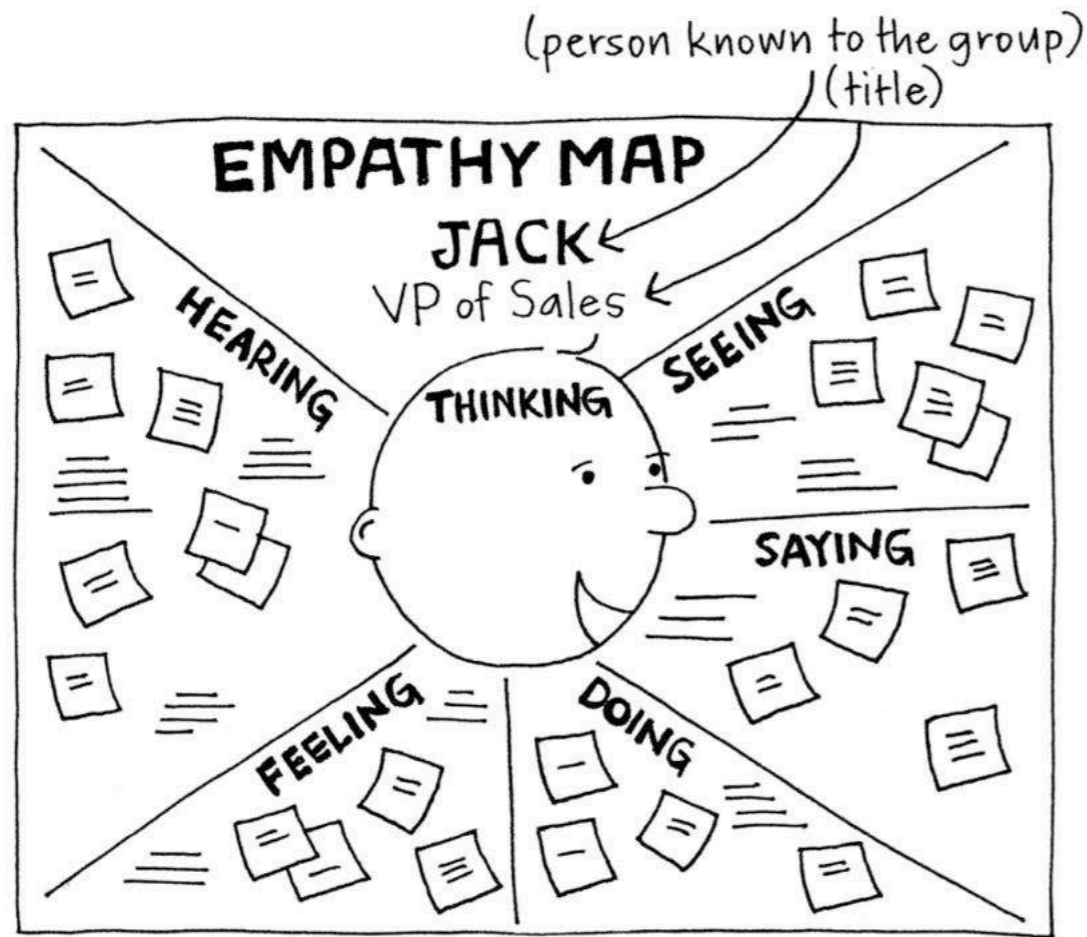 (person known to the group)
(title)
EMPATHY MAP
JACK
VP of Sales
HEARING
THINKING
SEEING
SAYING
FEELING
DOING